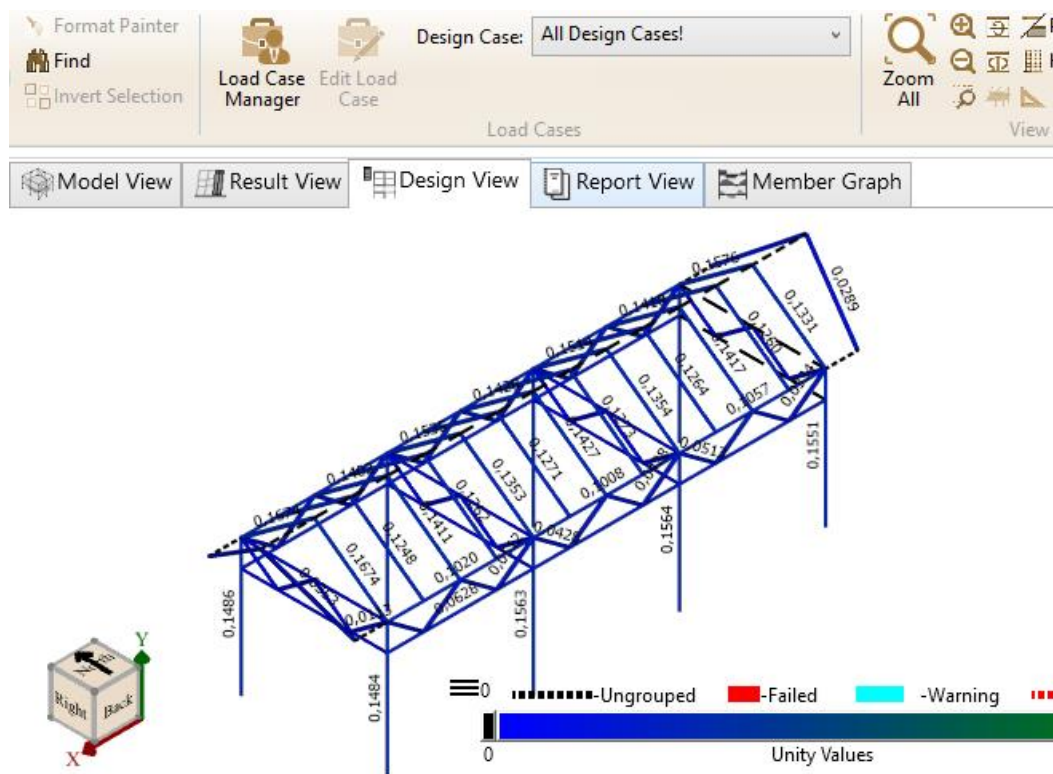 Format Painter
Find
Invert Selection
Load Case Manager
Edit Load Case
Design Case:
All Design Cases!
Load Cases
Zoom All
View
Model View
Result View
Design View
Report View
Member Graph
0,1576
0,0289
0,1331
0,1260
0,1417
0,1264
0,1057
0,1354
0,1427
0,1271
0,1353
0,1008
0,1411
0,1248
0,1674
0,1020
0,0628
0,1551
0,1564
0,1563
0,1486
0,1484
Right
Back
Y
X
0
-Ungrouped
-Failed
-Warning
0
Unity Values